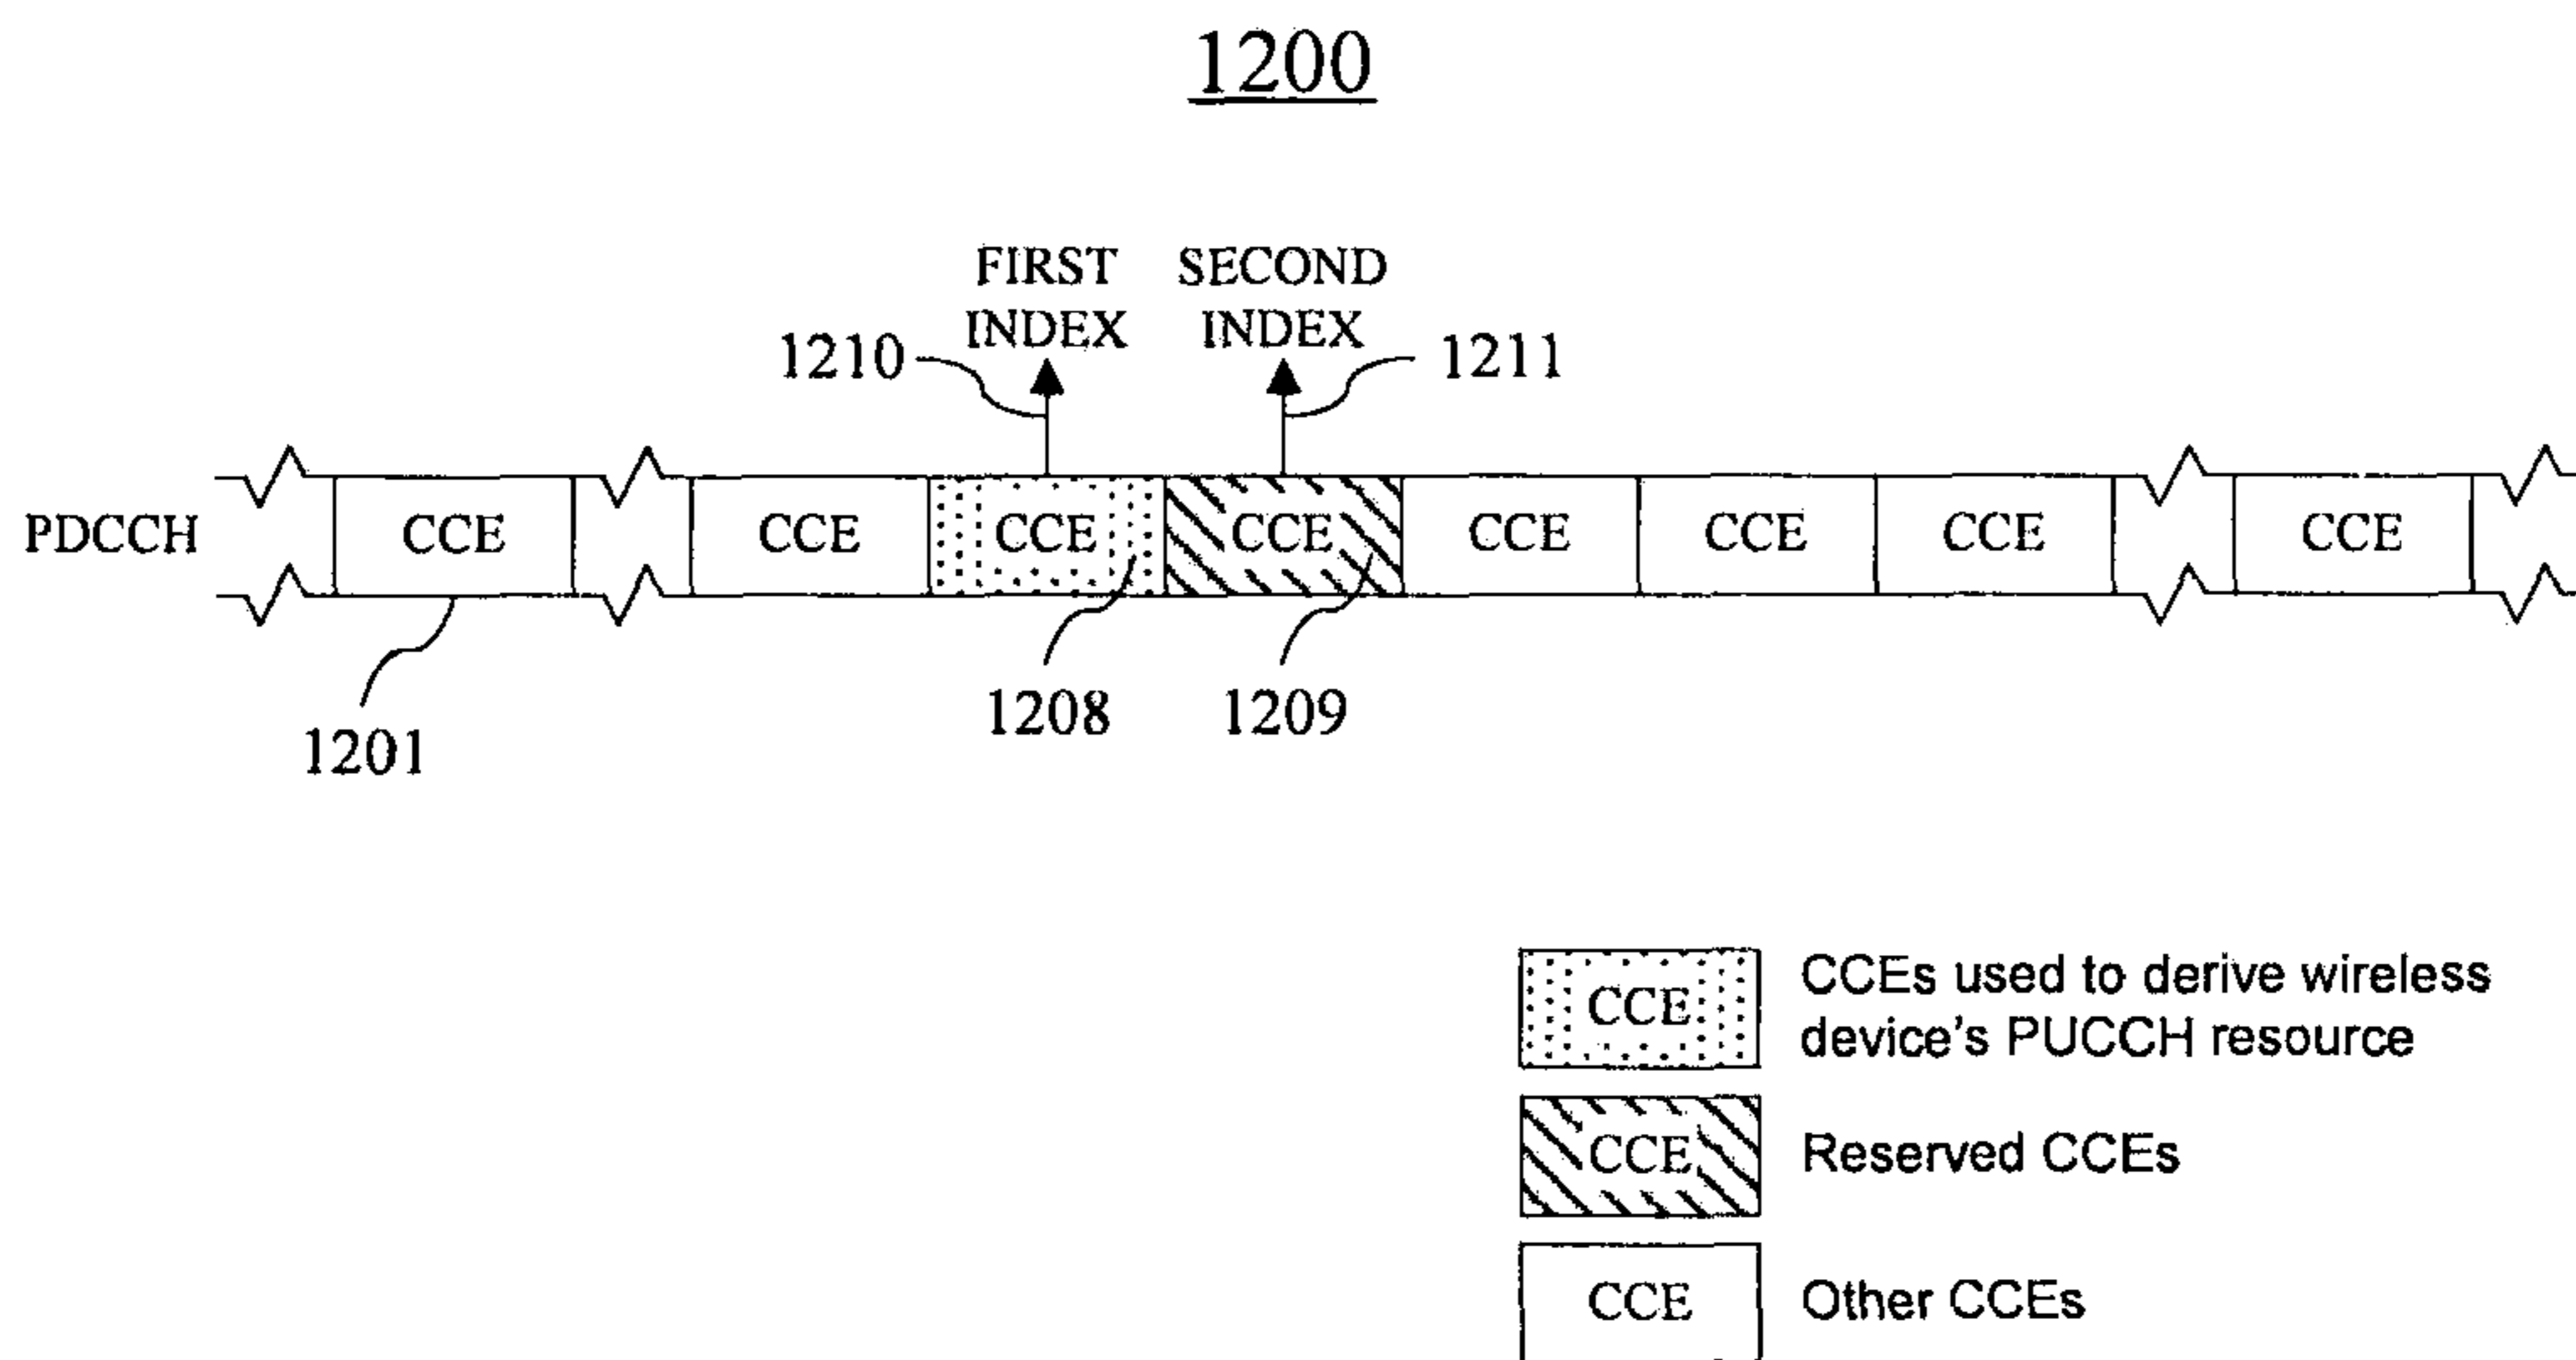 1200
FIRST SECOND
INDEX INDEX
1210 1211
PDCCH CCE CCE CCE CCE CCE CCE CCE CCE
1208 1209
1201
CCE CCEs used to derive wireless
device's PUCCH resource
CCE Reserved CCEs
CCE Other CCEs